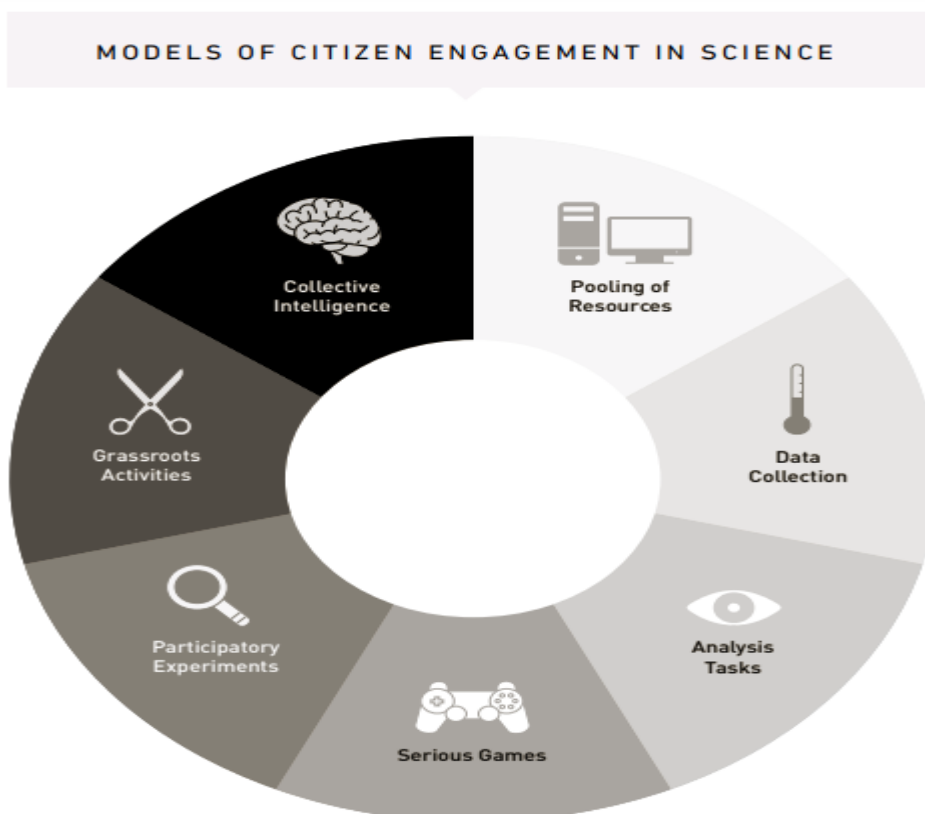 MODELS OF CITIZEN ENGAGEMENT IN SCIENCE
Collective
Intelligence
Pooling of
Resources
Grassroots
Activities
Data
Collection
Participatory
Experiments
Analysis
Tasks
Serious Games